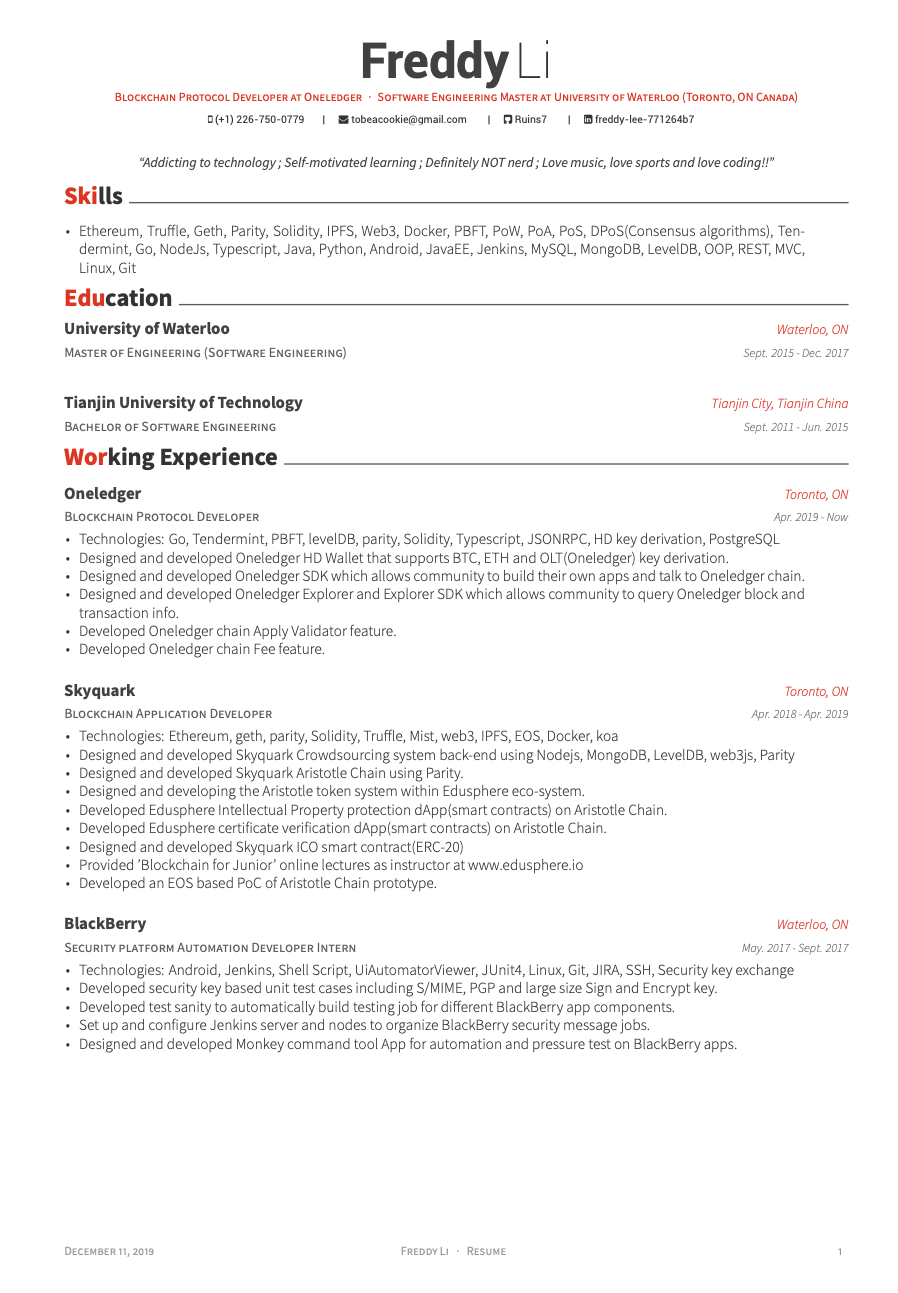 Freddy Li
Blockchain Protocol Developer at Oneledger · Software Engineering Master at University of Waterloo (Toronto, ON Canada)
(+1) 226-750-0779 | tobeacookie@gmail.com | Ruins7 | freddy-lee-771264b7
“Addicting to technology ; Self-motivated learning ; Definitely NOT nerd ; Love music, love sports and love coding!!”
Skills
• Ethereum, Truffle, Geth, Parity, Solidity, IPFS, Web3, Docker, PBFT, PoW, PoA, PoS, DPoS(Consensus algorithms), Ten-
dermint, Go, NodeJs, Typescript, Java, Python, Android, JavaEE, Jenkins, MySQL, MongoDB, LevelDB, OOP, REST, MVC,
Linux, Git
Education
University of Waterloo Waterloo, ON
Master of Engineering (Software Engineering) Sept. 2015 - Dec. 2017
Tianjin University of Technology Tianjin City, Tianjin China
Bachelor of Software Engineering Sept. 2011 - Jun. 2015
Working Experience
Oneledger Toronto, ON
Blockchain Protocol Developer Apr. 2019 - Now
• Technologies: Go, Tendermint, PBFT, levelDB, parity, Solidity, Typescript, JSONRPC, HD key derivation, PostgreSQL
• Designed and developed Oneledger HD Wallet that supports BTC, ETH and OLT(Oneledger) key derivation.
• Designed and developed Oneledger SDK which allows community to build their own apps and talk to Oneledger chain.
• Designed and developed Oneledger Explorer and Explorer SDK which allows community to query Oneledger block and
transaction info.
• Developed Oneledger chain Apply Validator feature.
• Developed Oneledger chain Fee feature.
Skyquark Toronto, ON
Blockchain Application Developer Apr. 2018 - Apr. 2019
• Technologies: Ethereum, geth, parity, Solidity, Truffle, Mist, web3, IPFS, EOS, Docker, koa
• Designed and developed Skyquark Crowdsourcing system back-end using Nodejs, MongoDB, LevelDB, web3js, Parity
• Designed and developed Skyquark Aristotle Chain using Parity.
• Designed and developing the Aristotle token system within Edusphere eco-system.
• Developed Edusphere Intellectual Property protection dApp(smart contracts) on Aristotle Chain.
• Developed Edusphere certificate verification dApp(smart contracts) on Aristotle Chain.
• Designed and developed Skyquark ICO smart contract(ERC-20)
• Provided ’Blockchain for Junior’ online lectures as instructor at www.edusphere.io
• Developed an EOS based PoC of Aristotle Chain prototype.
BlackBerry Waterloo, ON
Security platform Automation Developer Intern May. 2017 - Sept. 2017
• Technologies: Android, Jenkins, Shell Script, UiAutomatorViewer, JUnit4, Linux, Git, JIRA, SSH, Security key exchange
• Developed security key based unit test cases including S/MIME, PGP and large size Sign and Encrypt key.
• Developed test sanity to automatically build testing job for different BlackBerry app components.
• Set up and configure Jenkins server and nodes to organize BlackBerry security message jobs.
• Designed and developed Monkey command tool App for automation and pressure test on BlackBerry apps.
December 11, 2019 Freddy Li · Resume 1